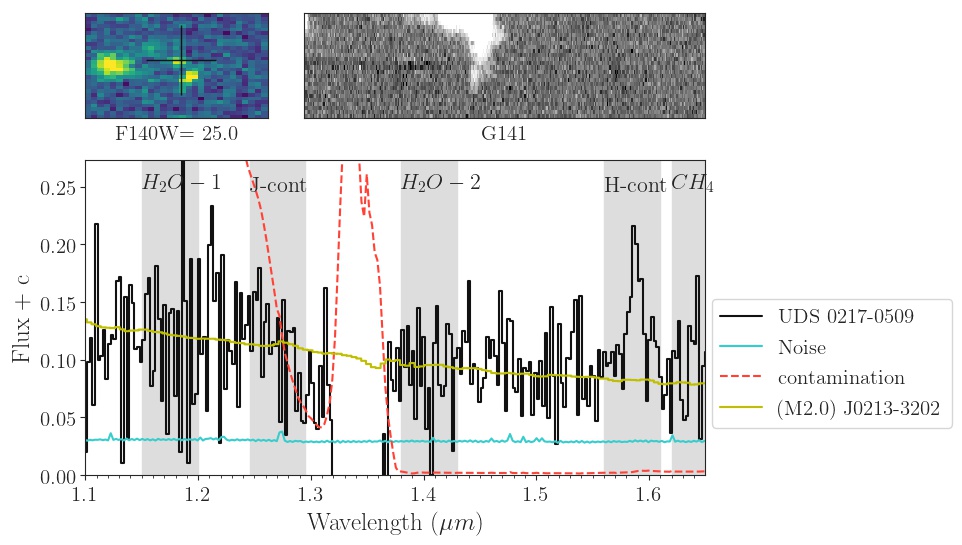 F140W= 25.0
G141
H₂O − 1
J-cont
H₂O − 2
H-cont
CH₄
0.25
0.20
0.15
0.10
0.05
0.00
Flux + c
1.1
1.2
1.3
1.4
1.5
1.6
Wavelength (μm)
UDS 0217-0509
Noise
contamination
(M2.0) J0213-3202